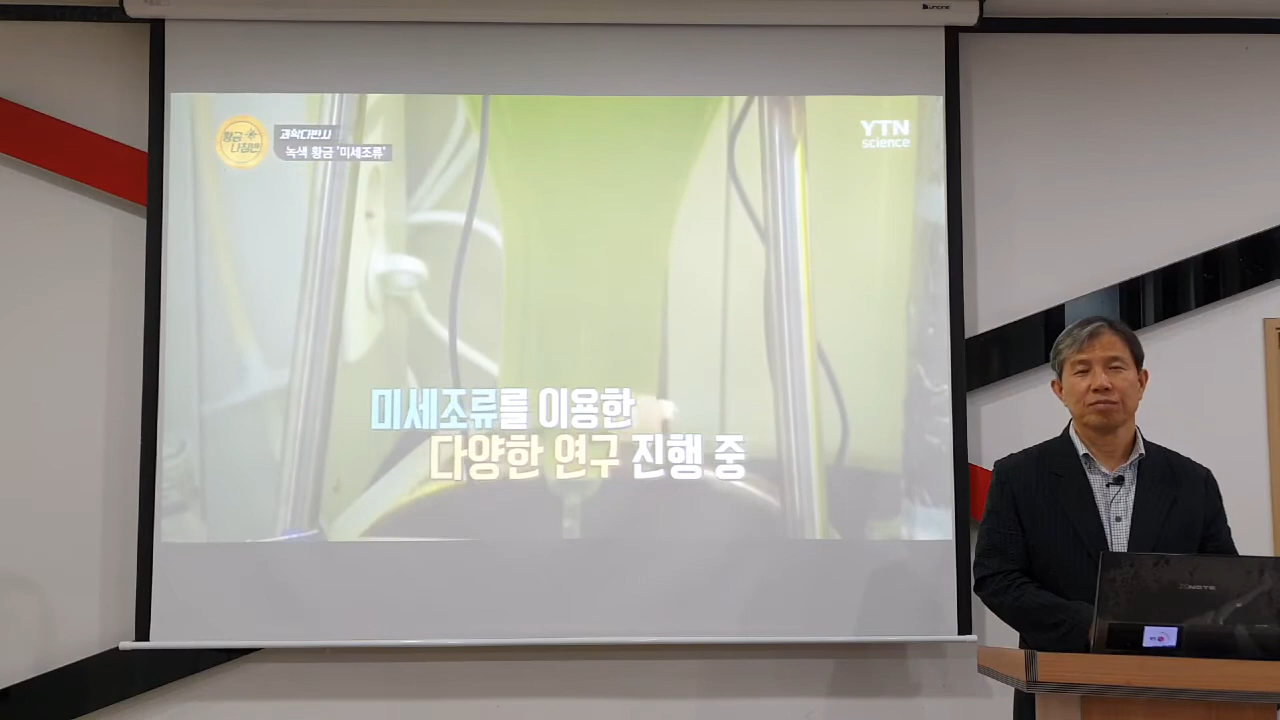 황금
나침반
과학다반사
녹색 황금 '미세조류'
YTN
science
미세조류를 이용한
다양한 연구 진행 중
XNOTE